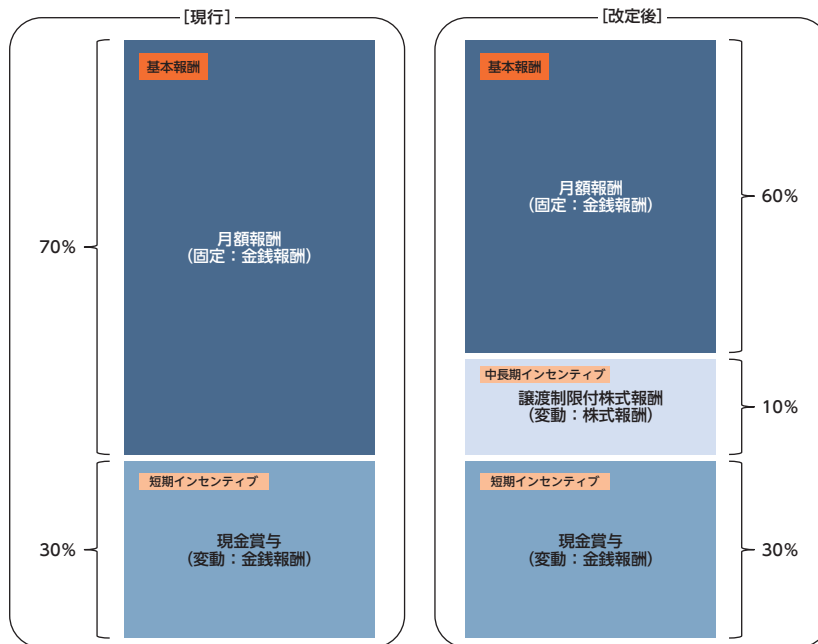 ［現行］
基本報酬
月額報酬
（固定：金銭報酬）
70%
短期インセンティブ
現金賞与
（変動：金銭報酬）
30%
［改定後］
基本報酬
月額報酬
（固定：金銭報酬）
60%
中長期インセンティブ
譲渡制限付株式報酬
（変動：株式報酬）
10%
短期インセンティブ
現金賞与
（変動：金銭報酬）
30%